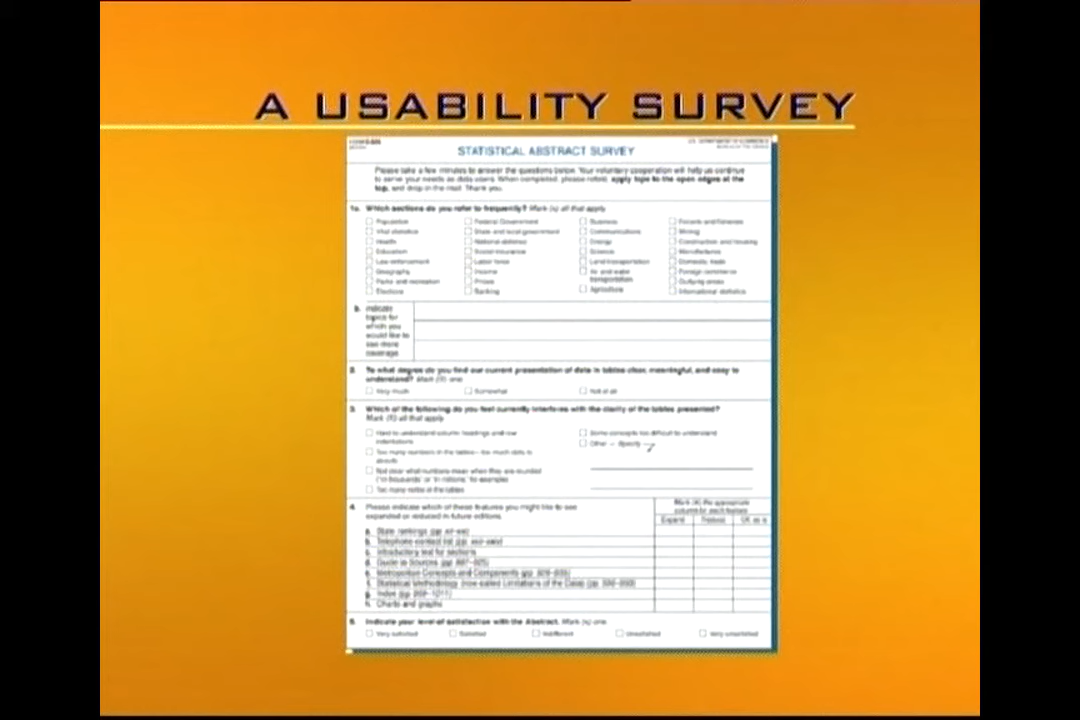 A USABILITY SURVEY
U.S. DEPARTMENT OF COMMERCE
STATISTICAL ABSTRACT SURVEY
Please take a few minutes to answer the questions below. Your voluntary cooperation will help us continue
to serve your needs as data users. When completed, please refold, apply tape to the open edges at the
top, and drop in the mail. Thank you.
1a. Which sections do you refer to frequently? Mark (x) all that apply
Population Federal Government Business Forests and fisheries
Vital statistics State and local government Communications Mining
Health National defense Energy Construction and housing
Education Social insurance Science Manufactures
Law enforcement Labor force Land transportation Domestic trade
Geography Income Air and water Foreign commerce
transportation
Parks and recreation Prices Outlying areas
Elections Banking Agriculture International statistics
b. Indicate
topics for
which you
would like to
see more
coverage
2. To what degree do you find our current presentation of data in tables clear, meaningful, and easy to
understand? Mark (X) one
Very much Somewhat Not at all
3. Which of the following do you feel currently interferes with the clarity of the tables presented?
Mark (X) all that apply
Hard to understand column headings and row Some concepts too difficult to understand
indentations Other – Specify
Too many numbers in the tables– too much data to
absorb
Not clear what numbers mean when they are rounded
("in thousands" or "in millions" for example)
Too many notes in the tables
4. Please indicate which of these features you might like to see
expanded or reduced in future editions.
Mark (X) the appropriate
column for each feature
Expand Reduce OK as is
a. State rankings
b. Telephone contact list
c. Introductory text for sections
d. Guide to Sources
e. Metropolitan Concepts and Components
f. Statistical Methodology (now called Limitations of the Data)
g. Index
h. Charts and graphs
5. Indicate your level of satisfaction with the Abstract. Mark (x) one
Very satisfied Satisfied Indifferent Unsatisfied Very unsatisfied